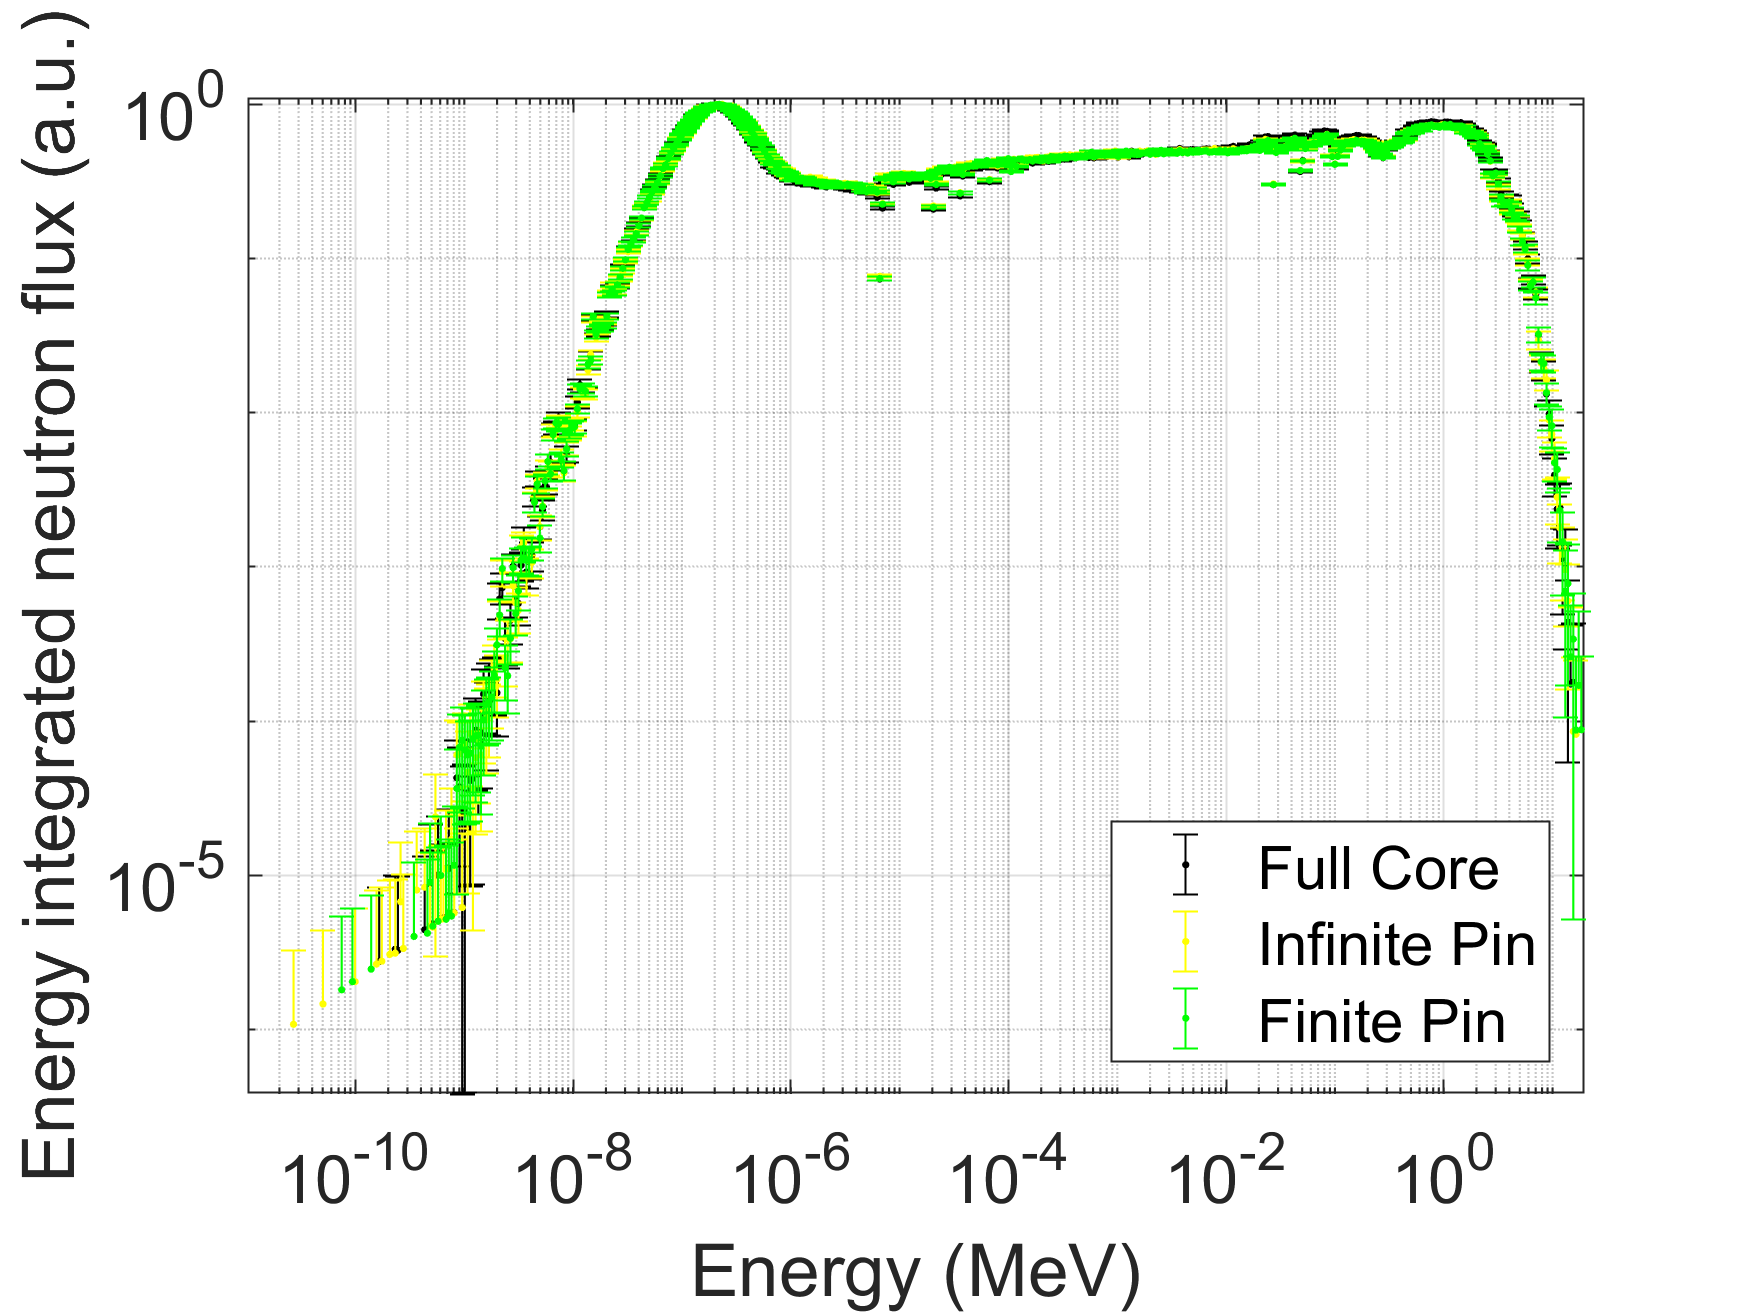 Energy integrated neutron flux (a.u.)
10^0
10^-5
Full Core
Infinite Pin
Finite Pin
10^-10 10^-8 10^-6 10^-4 10^-2 10^0
Energy (MeV)